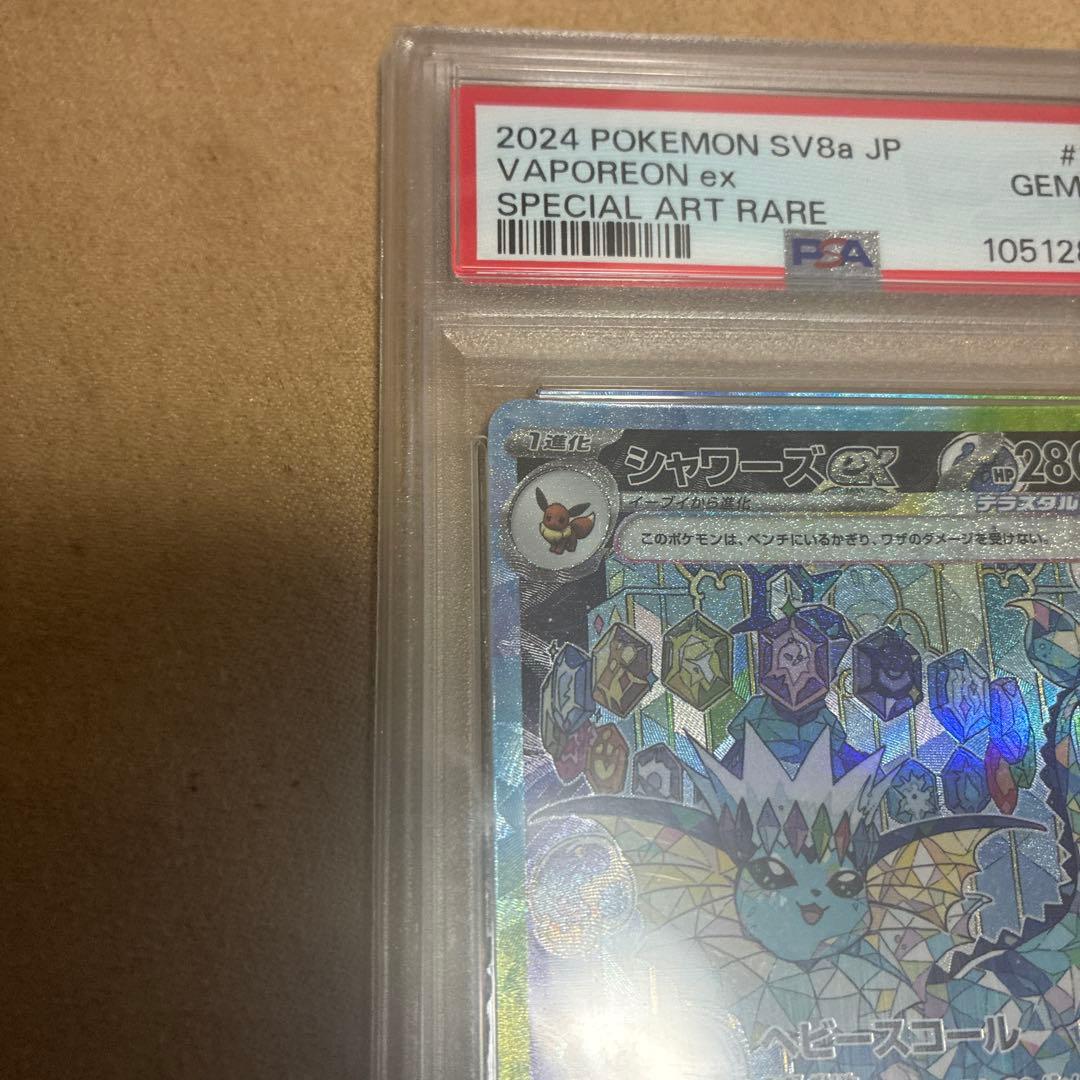 2024 POKEMON SV8a JP
#
VAPOREON ex
GEM
SPECIAL ART RARE
PSA
10512
1進化
シャワーズex
HP 280
イーブイから進化
テラスタル
このポケモンは、ベンチにいるかぎり、ワザのダメージを受けない。
ヘビースコール